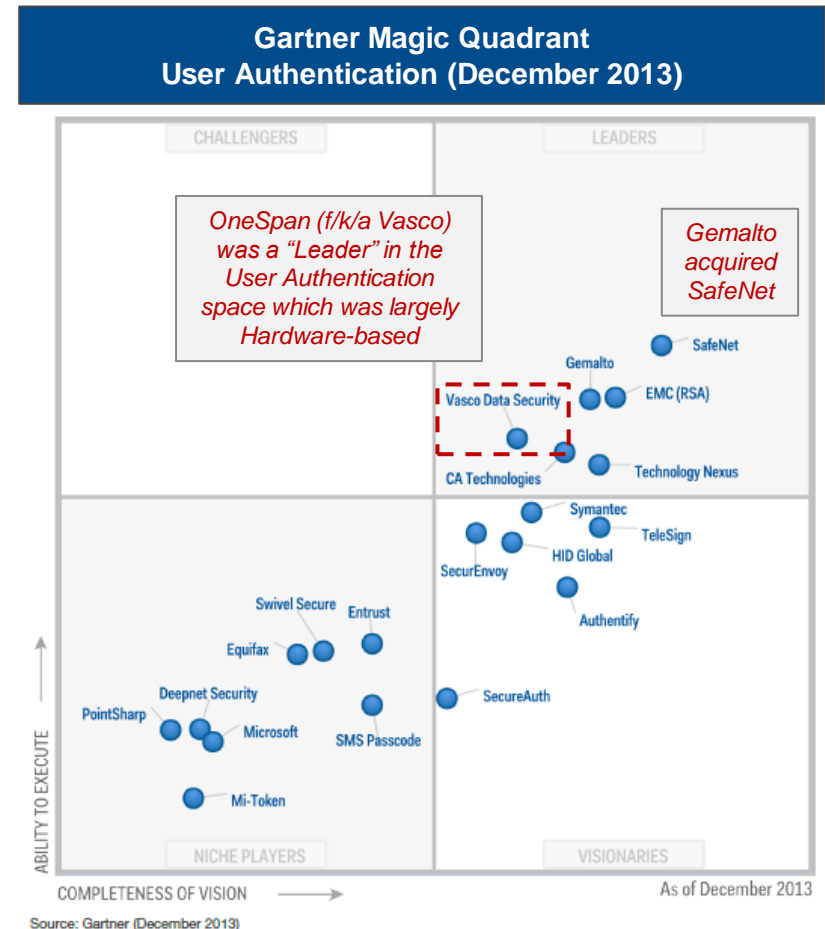 Gartner Magic Quadrant
User Authentication (December 2013)
CHALLENGERS
LEADERS
OneSpan (f/k/a Vasco)
was a “Leader” in the
User Authentication
space which was largely
Hardware-based
Gemalto
acquired
SafeNet
SafeNet
Gemalto
EMC (RSA)
Vasco Data Security
CA Technologies
Technology Nexus
Symantec
TeleSign
HID Global
SecurEnvoy
Authentify
Swivel Secure
Entrust
Equifax
Deepnet Security
PointSharp
Microsoft
SMS Passcode
SecureAuth
Mi-Token
NICHE PLAYERS
VISIONARIES
ABILITY TO EXECUTE
COMPLETENESS OF VISION
As of December 2013
Source: Gartner (December 2013)